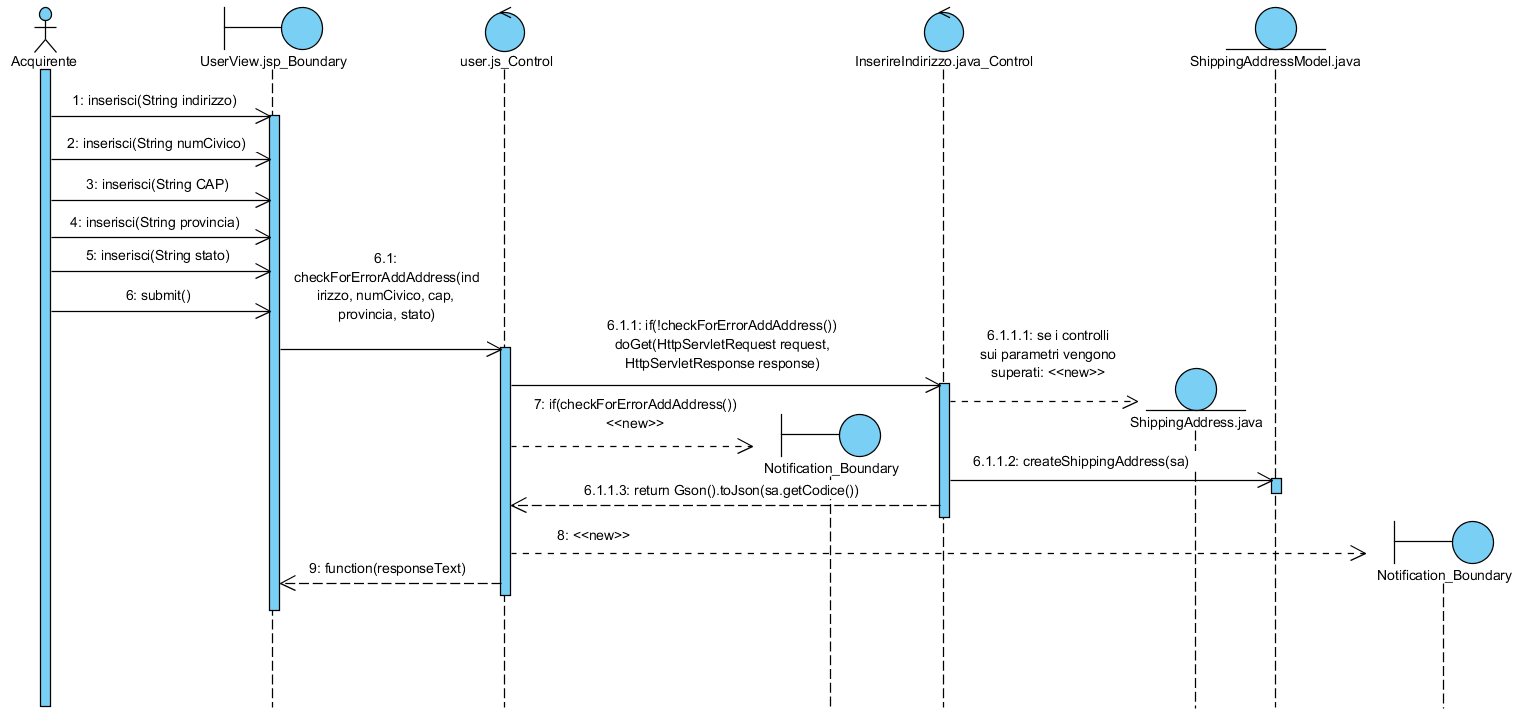 Acquirente
UserView.jsp_Boundary
user.js_Control
InserireIndirizzo.java_Control
ShippingAddressModel.java
1: inserisci(String indirizzo)
2: inserisci(String numCivico)
3: inserisci(String CAP)
4: inserisci(String provincia)
5: inserisci(String stato)
6: submit()
6.1:
checkForErrorAddAddress(ind
irizzo, numCivico, cap,
provincia, stato)
6.1.1: if(!checkForErrorAddAddress())
doGet(HttpServletRequest request,
HttpServletResponse response)
6.1.1.1: se i controlli
sui parametri vengono
superati: <<new>>
ShippingAddress.java
7: if(checkForErrorAddAddress())
<<new>>
Notification_Boundary
6.1.1.2: createShippingAddress(sa)
6.1.1.3: return Gson().toJson(sa.getCodice())
8: <<new>>
Notification_Boundary
9: function(responseText)